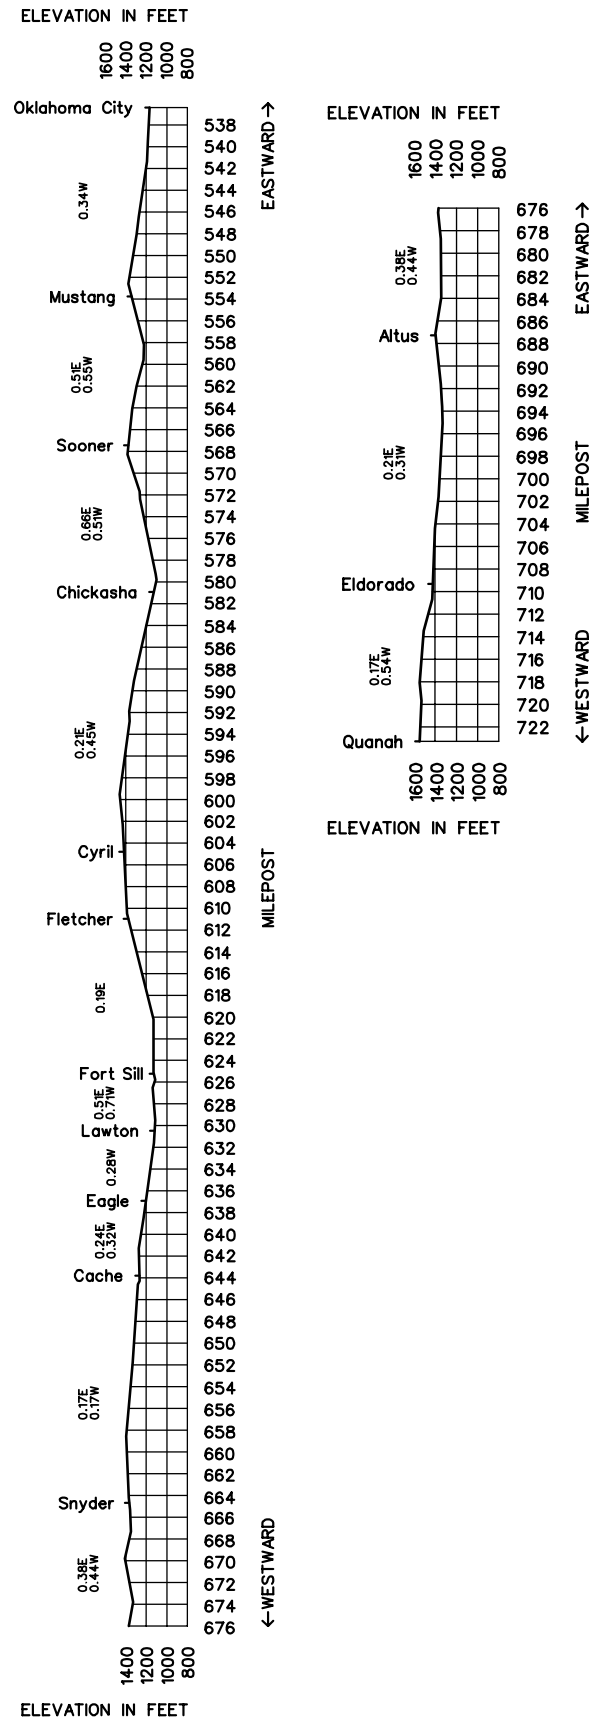 ELEVATION IN FEET
1600
1400
1200
1000
800
Oklahoma City
EASTWARD→
538
540
542
0.34W
544
546
548
550
552
Mustang
554
556
558
560
0.51E
0.55W
562
564
566
Sooner
568
570
572
0.66E
0.51W
574
576
578
580
Chickasha
582
584
586
588
590
592
0.21E
0.45W
594
596
598
600
602
604
Cyril
606
608
610
Fletcher
612
MILEPOST
614
616
618
0.19E
620
622
624
Fort Sill
626
0.51E
0.71W
628
630
Lawton
632
0.28W
634
636
Eagle
638
0.24E
0.32W
640
642
Cache
644
646
648
650
652
654
0.17E
0.17W
656
658
660
662
664
Snyder
666
668
0.38E
0.44W
670
672
674
676
←WESTWARD
1400
1200
1000
800
ELEVATION IN FEET
ELEVATION IN FEET
1600
1400
1200
1000
800
676
EASTWARD→
678
0.38E
0.44W
680
682
684
686
Altus
688
690
692
694
696
0.21E
0.31W
698
MILEPOST
700
702
704
706
708
Eldorado
710
712
714
0.17E
0.54W
716
718
720
722
Quanah
←WESTWARD
1600
1400
1200
1000
800
ELEVATION IN FEET